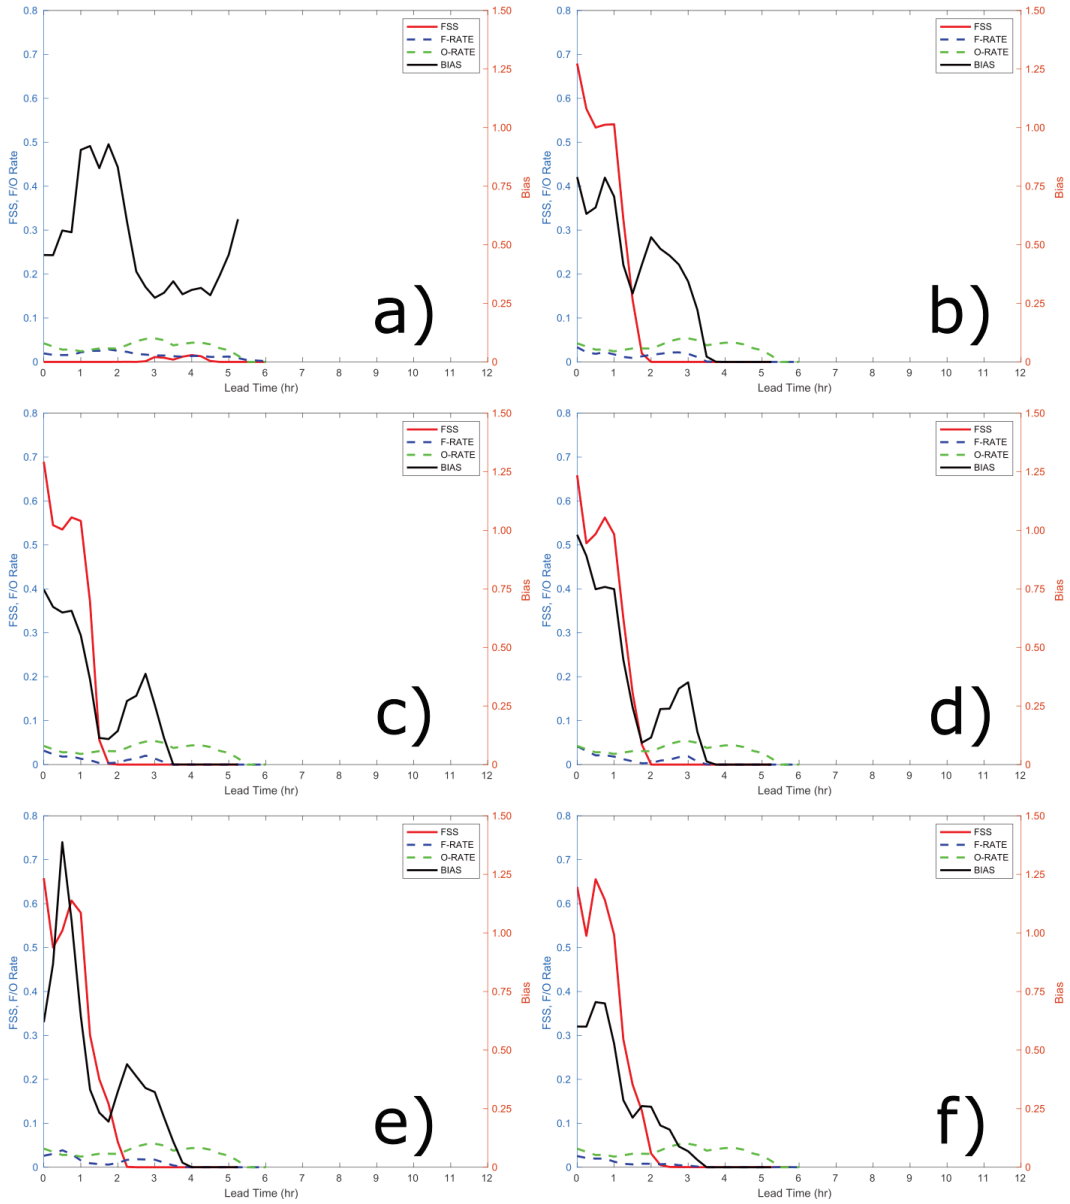 0.8 0.7 0.6 0.5 0.4 0.3 0.2 0.1 0
FSS, F/O Rate
1.50 1.25 1.00 0.75 0.50 0.25 0
Bias
FSS
F-RATE
O-RATE
BIAS
a)
0 1 2 3 4 5 6 7 8 9 10 11 12
Lead Time (hr)
0.8 0.7 0.6 0.5 0.4 0.3 0.2 0.1 0
FSS, F/O Rate
1.50 1.25 1.00 0.75 0.50 0.25 0
Bias
FSS
F-RATE
O-RATE
BIAS
b)
0 1 2 3 4 5 6 7 8 9 10 11 12
Lead Time (hr)
0.8 0.7 0.6 0.5 0.4 0.3 0.2 0.1 0
FSS, F/O Rate
1.50 1.25 1.00 0.75 0.50 0.25 0
Bias
FSS
F-RATE
O-RATE
BIAS
c)
0 1 2 3 4 5 6 7 8 9 10 11 12
Lead Time (hr)
0.8 0.7 0.6 0.5 0.4 0.3 0.2 0.1 0
FSS, F/O Rate
1.50 1.25 1.00 0.75 0.50 0.25 0
Bias
FSS
F-RATE
O-RATE
BIAS
d)
0 1 2 3 4 5 6 7 8 9 10 11 12
Lead Time (hr)
0.8 0.7 0.6 0.5 0.4 0.3 0.2 0.1 0
FSS, F/O Rate
1.50 1.25 1.00 0.75 0.50 0.25 0
Bias
FSS
F-RATE
O-RATE
BIAS
e)
0 1 2 3 4 5 6 7 8 9 10 11 12
Lead Time (hr)
0.8 0.7 0.6 0.5 0.4 0.3 0.2 0.1 0
FSS, F/O Rate
1.50 1.25 1.00 0.75 0.50 0.25 0
Bias
FSS
F-RATE
O-RATE
BIAS
f)
0 1 2 3 4 5 6 7 8 9 10 11 12
Lead Time (hr)